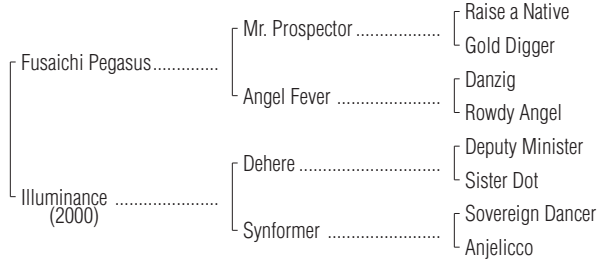 Raise a Native
Mr. Prospector ..................
Gold Digger
Fusaichi Pegasus..............
Danzig
Angel Fever ......................
Rowdy Angel
Deputy Minister
Dehere ..............................
Sister Dot
Illuminance ......................
(2000)
Sovereign Dancer
Synformer ........................
Anjelicco